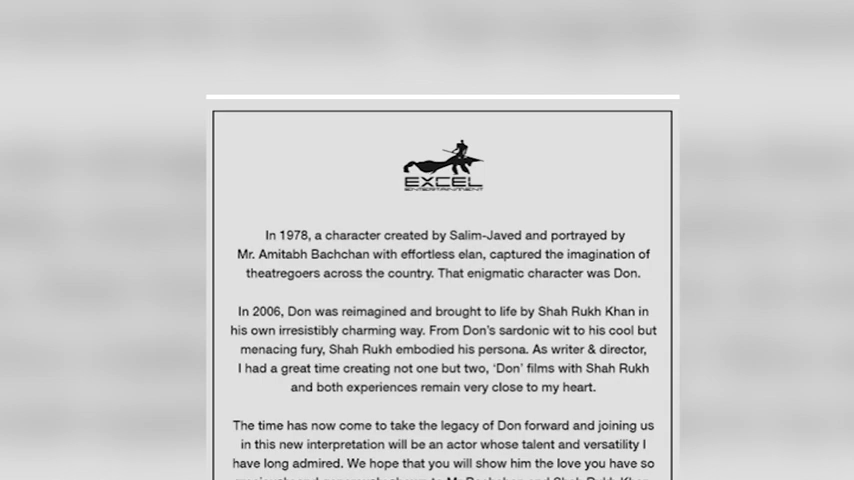 EXCEL
ENTERTAINMENT
In 1978, a character created by Salim-Javed and portrayed by
Mr. Amitabh Bachchan with effortless elan, captured the imagination of
theatregoers across the country. That enigmatic character was Don.
In 2006, Don was reimagined and brought to life by Shah Rukh Khan in
his own irresistibly charming way. From Don's sardonic wit to his cool but
menacing fury, Shah Rukh embodied his persona. As writer & director,
I had a great time creating not one but two, 'Don' films with Shah Rukh
and both experiences remain very close to my heart.
The time has now come to take the legacy of Don forward and joining us
in this new interpretation will be an actor whose talent and versatility I
have long admired. We hope that you will show him the love you have so